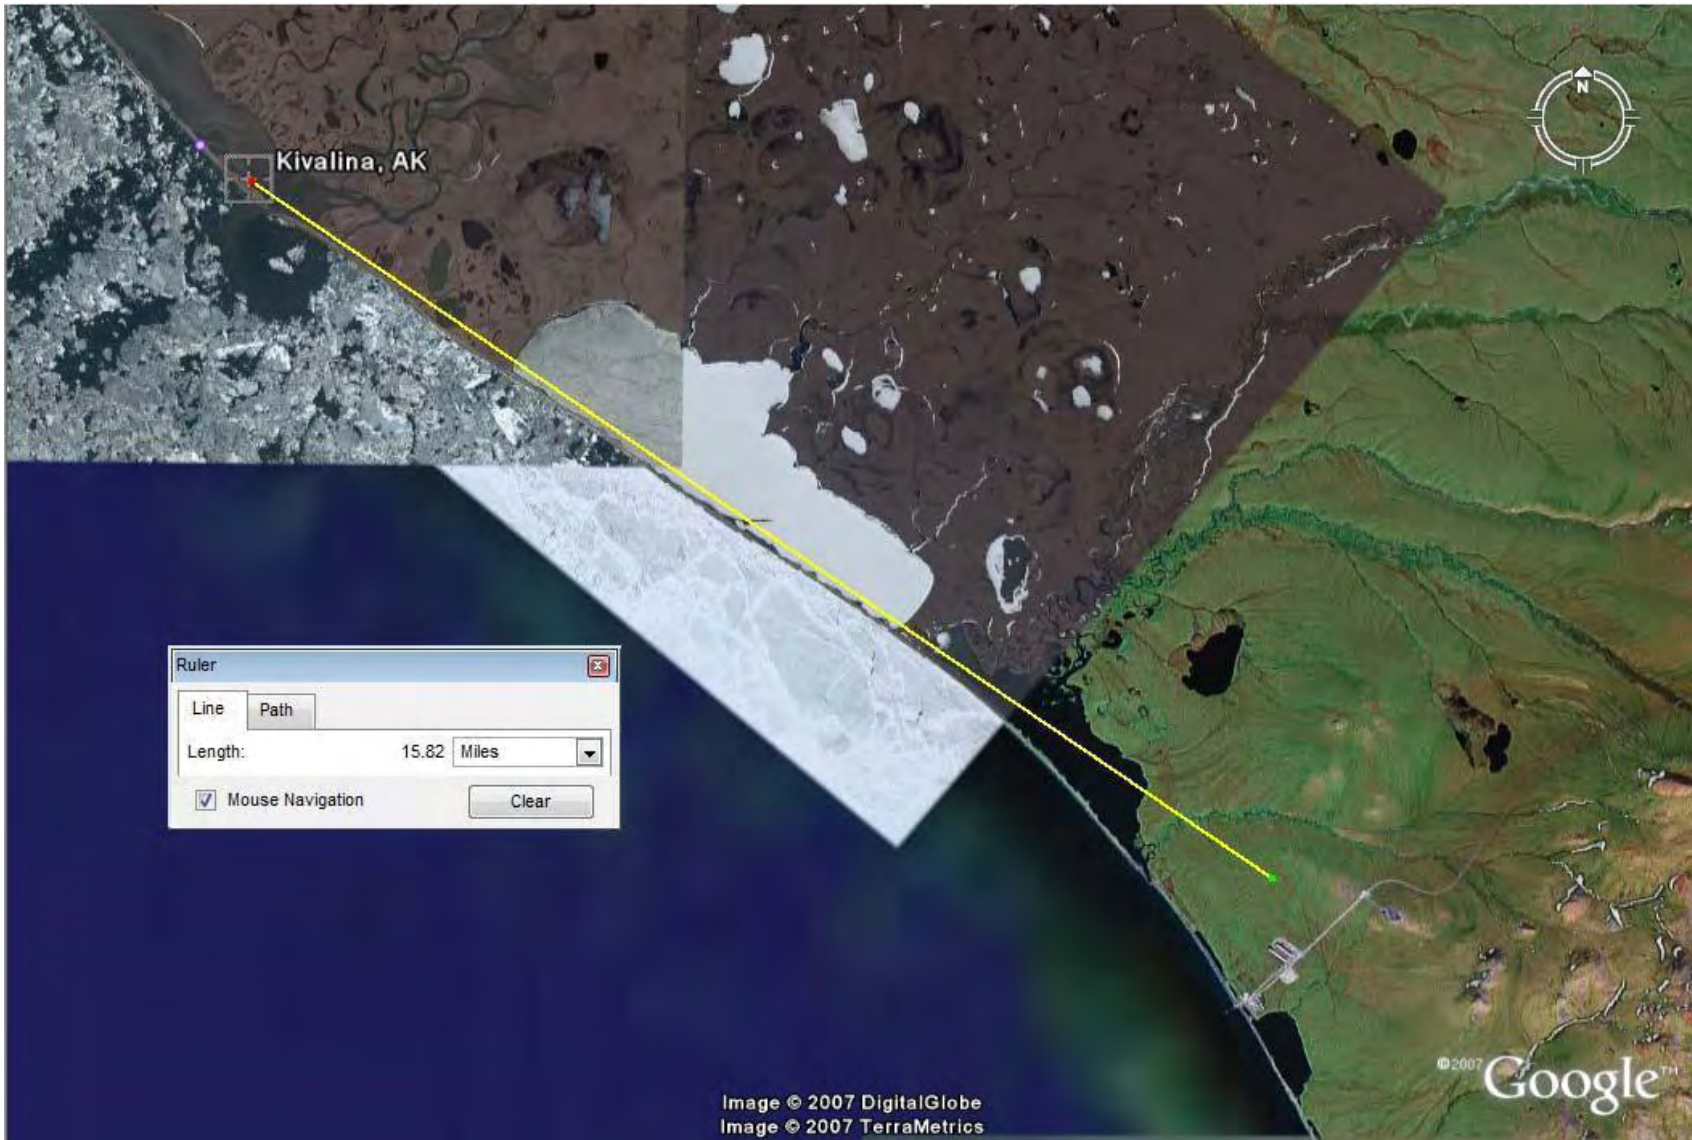 N
Kivalina, AK
Ruler
Line Path
Length: 15.82 Miles
Mouse Navigation
Clear
©2007 Google™
Image © 2007 DigitalGlobe
Image © 2007 TerraMetrics